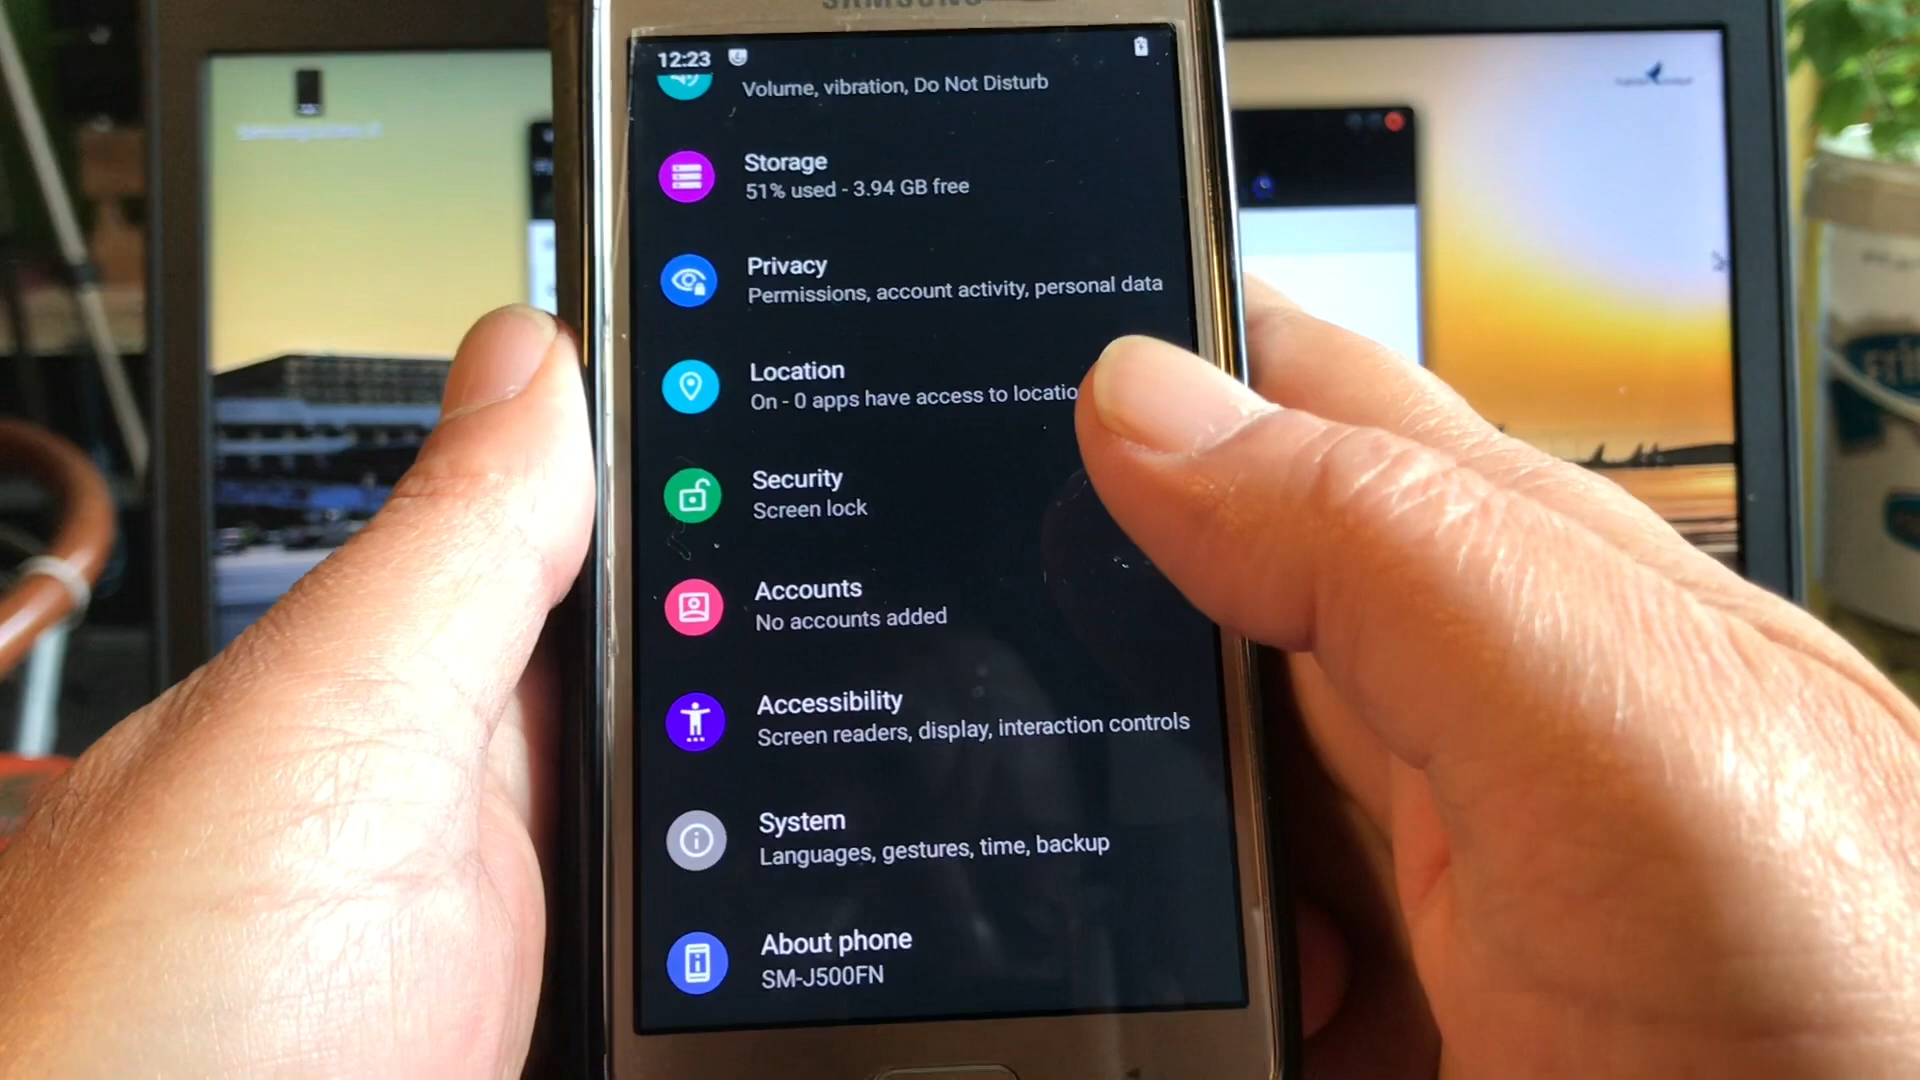 SAMSUNG
12:23
Volume, vibration, Do Not Disturb
Storage
51% used - 3.94 GB free
Privacy
Permissions, account activity, personal data
Location
On - 0 apps have access to locatio
Security
Screen lock
Accounts
No accounts added
Accessibility
Screen readers, display, interaction controls
System
Languages, gestures, time, backup
About phone
SM-J500FN